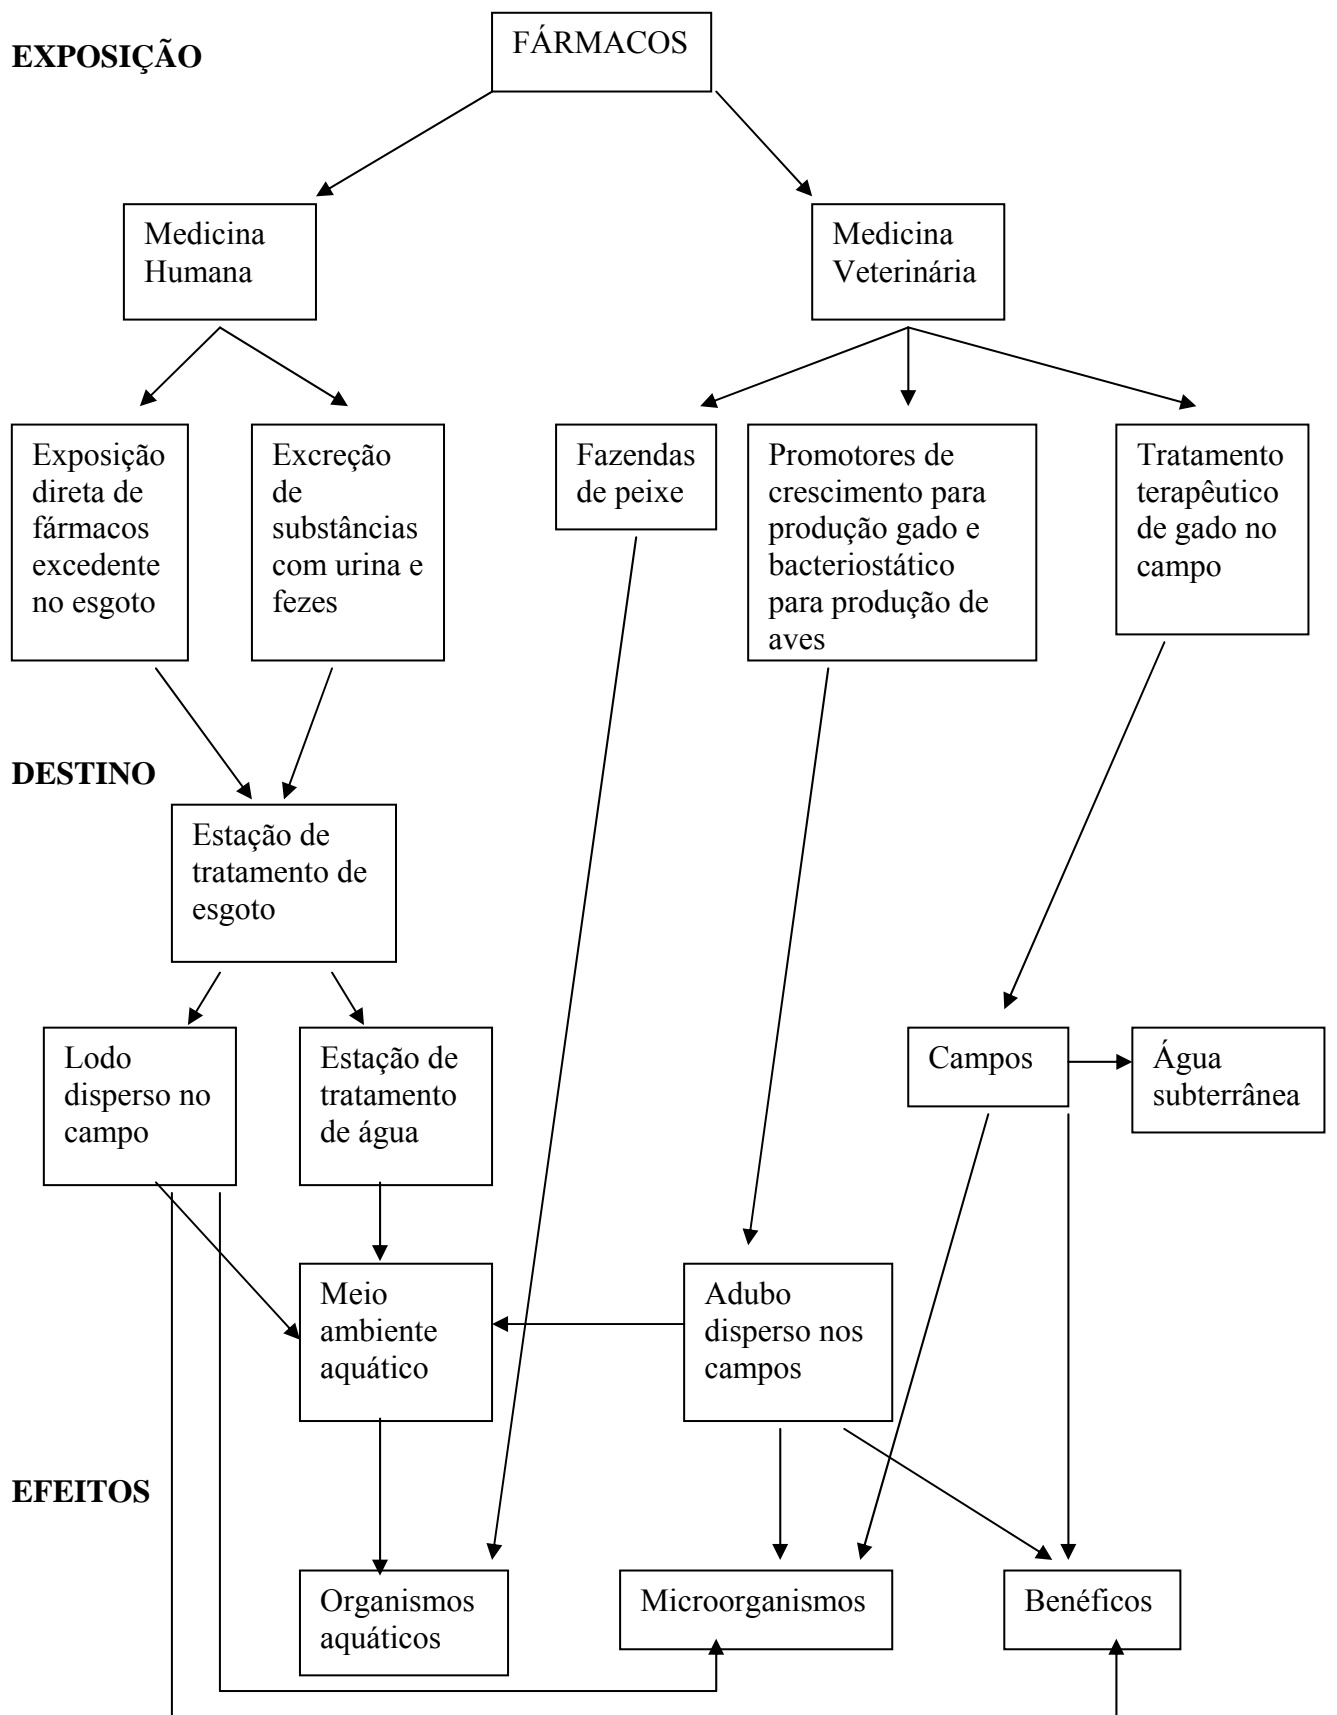 FÁRMACOS
EXPOSIÇÃO
Medicina
Humana
Medicina
Veterinária
Exposição
direta de
fármacos
excedente
no esgoto
Excreção
de
substâncias
com urina e
fezes
Fazendas
de peixe
Promotores de
crescimento para
produção gado e
bacteriostático
para produção de
aves
Tratamento
terapêutico
de gado no
campo
DESTINO
Estação de
tratamento de
esgoto
Lodo
disperso no
campo
Estação de
tratamento
de água
Campos
Água
subterrânea
Meio
ambiente
aquático
Adubo
disperso nos
campos
EFEITOS
Organismos
aquáticos
Microorganismos
Benéficos